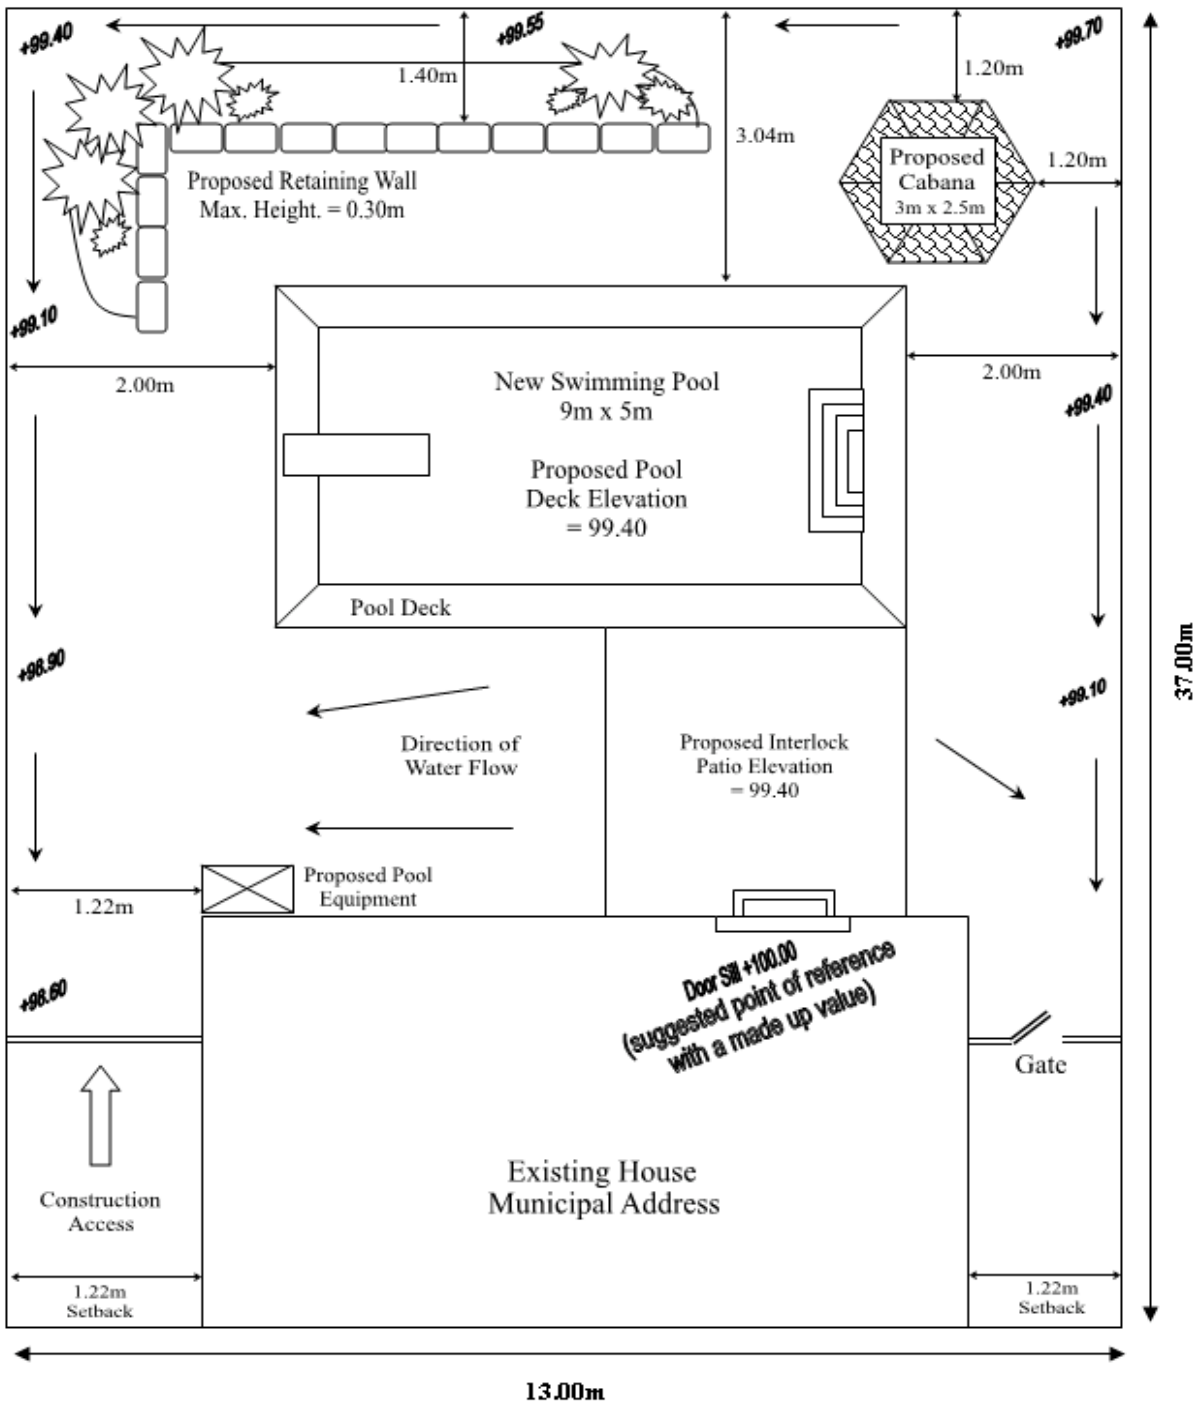 +99.40
+99.55
+99.70
1.40m
1.20m
3.04m
Proposed
Cabana
3m x 2.5m
1.20m
Proposed Retaining Wall
Max. Height. = 0.30m
+99.10
2.00m
2.00m
New Swimming Pool
9m x 5m
+99.40
Proposed Pool
Deck Elevation
= 99.40
Pool Deck
+98.90
+99.10
Direction of
Water Flow
Proposed Interlock
Patio Elevation
= 99.40
37.00m
Proposed Pool
Equipment
1.22m
Door Sill +100.00
(suggested point of reference
with a made up value)
+98.60
Gate
Construction
Access
Existing House
Municipal Address
1.22m
Setback
1.22m
Setback
13.00m